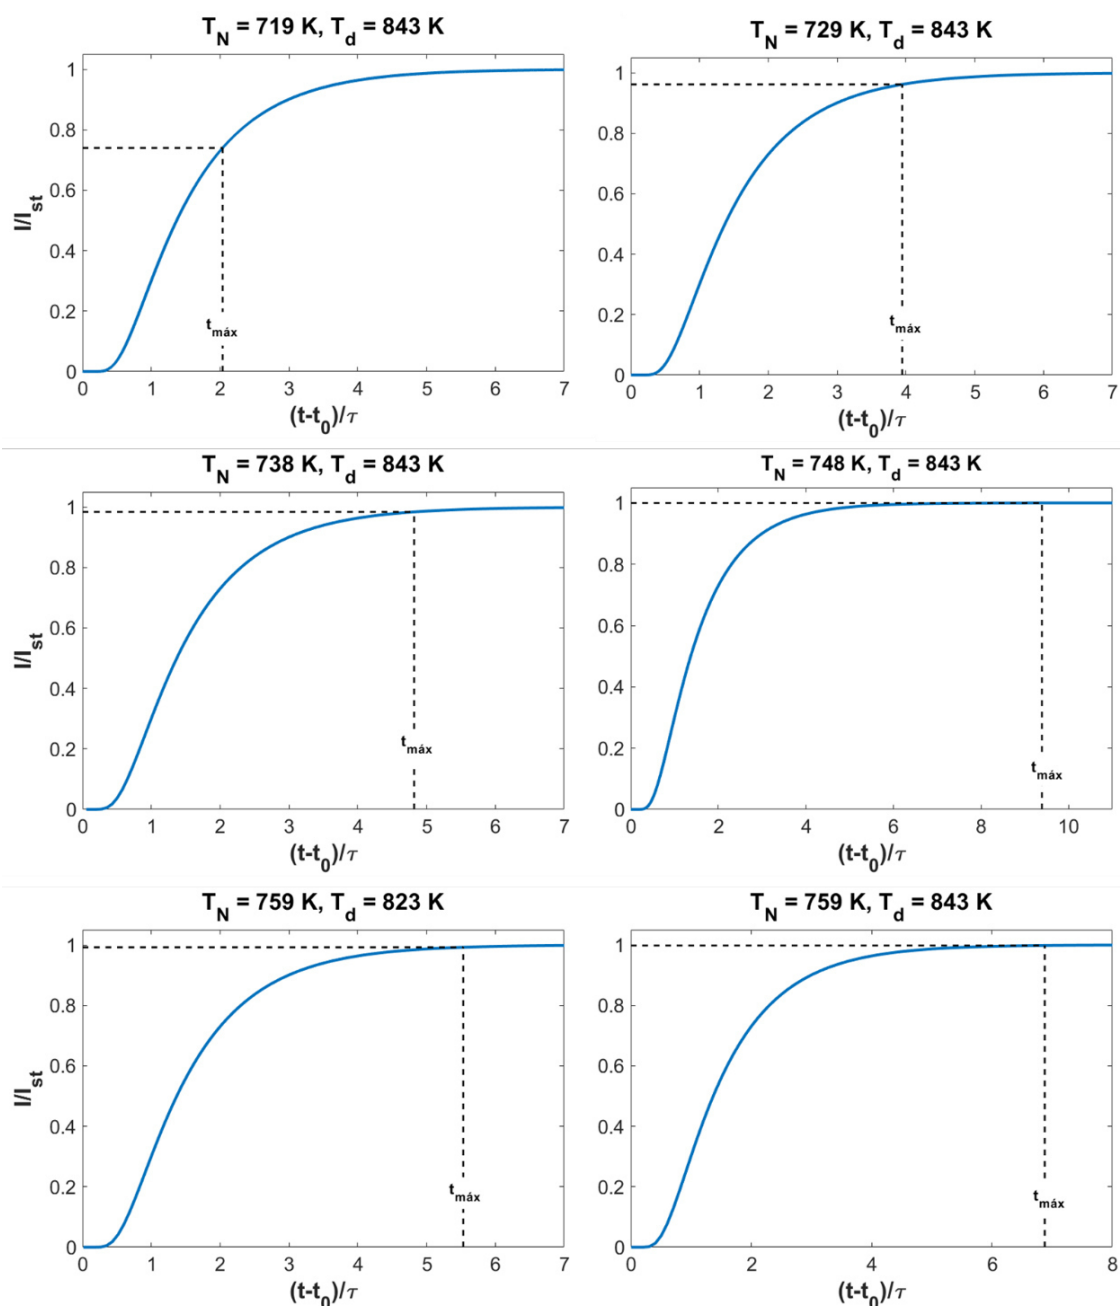 T_N = 719 K, T_d = 843 K
I/I_st
1
0.8
0.6
0.4
0.2
0
t_máx
0 1 2 3 4 5 6 7
(t-t_0)/τ
T_N = 729 K, T_d = 843 K
1
0.8
0.6
0.4
0.2
0
t_máx
0 1 2 3 4 5 6 7
(t-t_0)/τ
T_N = 738 K, T_d = 843 K
I/I_st
1
0.8
0.6
0.4
0.2
0
t_máx
0 1 2 3 4 5 6 7
(t-t_0)/τ
T_N = 748 K, T_d = 843 K
1
0.8
0.6
0.4
0.2
0
t_máx
0 2 4 6 8 10
(t-t_0)/τ
T_N = 759 K, T_d = 823 K
I/I_st
1
0.8
0.6
0.4
0.2
0
t_máx
0 1 2 3 4 5 6 7
(t-t_0)/τ
T_N = 759 K, T_d = 843 K
1
0.8
0.6
0.4
0.2
0
t_máx
0 2 4 6 8
(t-t_0)/τ